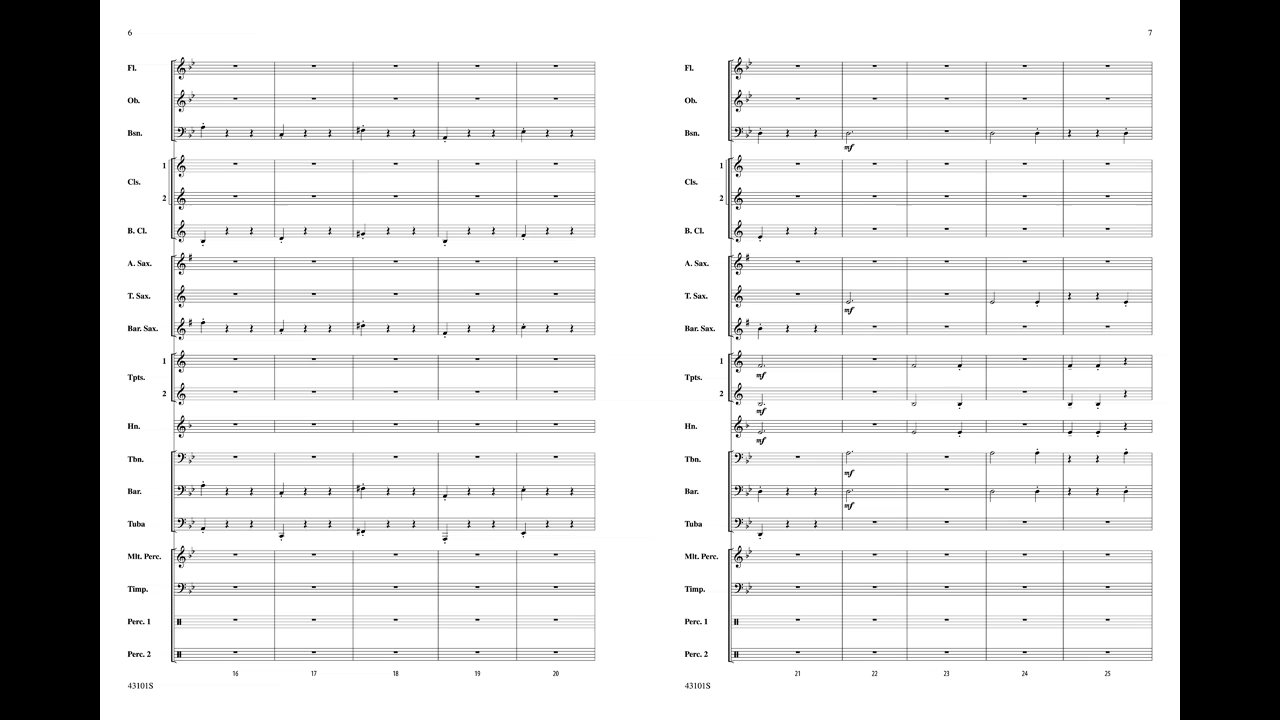 6
Fl.
Ob.
Bsn.
1
Cls.
2
B. Cl.
A. Sax.
T. Sax.
Bar. Sax.
1
Tpts.
2
Hn.
Tbn.
Bar.
Tuba
Mlt. Perc.
Timp.
Perc. 1
Perc. 2
16 17 18 19 20
43101S
7
Fl.
Ob.
Bsn.
mf
1
Cls.
2
B. Cl.
A. Sax.
T. Sax.
mf
Bar. Sax.
1
mf
Tpts.
2
mf
Hn.
mf
Tbn.
mf
Bar.
mf
Tuba
Mlt. Perc.
Timp.
Perc. 1
Perc. 2
21 22 23 24 25
43101S